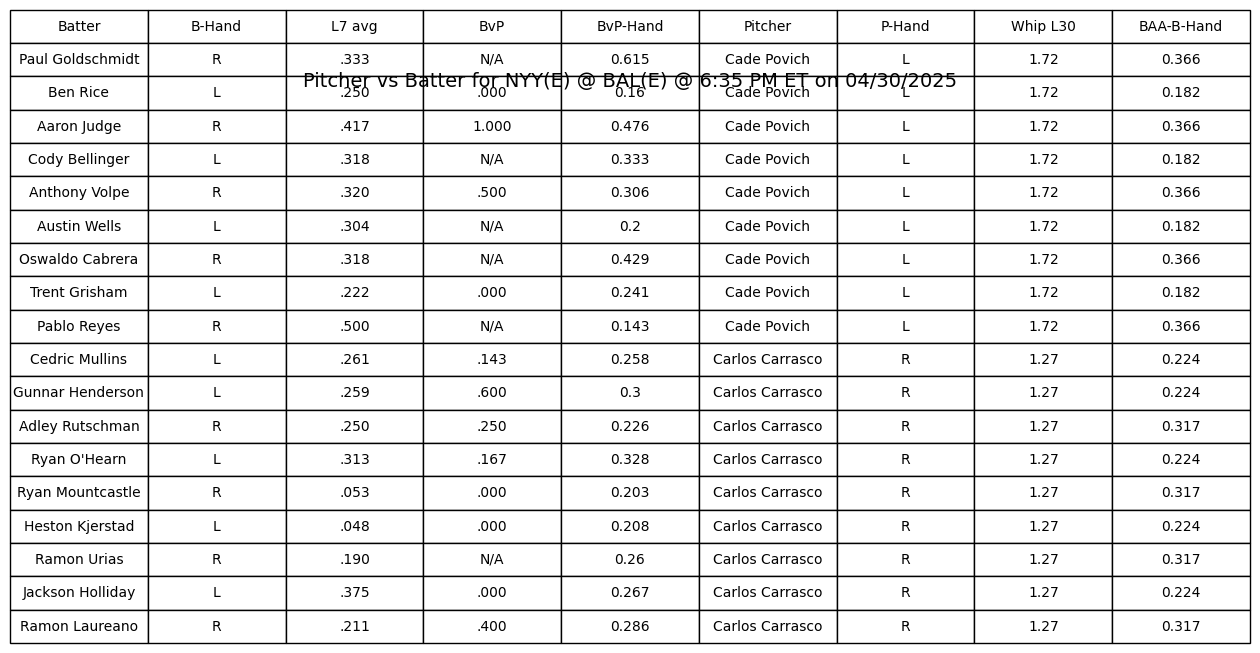 Batter B-Hand L7 avg BvP BvP-Hand Pitcher P-Hand Whip L30 BAA-B-Hand
Paul Goldschmidt R .333 N/A 0.615 Cade Povich L 1.72 0.366
Pitcher vs Batter for NYY(E) @ BAL(E) @ 6:35 PM ET on 04/30/2025
Ben Rice L .250 .000 0.16 Cade Povich L 1.72 0.182
Aaron Judge R .417 1.000 0.476 Cade Povich L 1.72 0.366
Cody Bellinger L .318 N/A 0.333 Cade Povich L 1.72 0.182
Anthony Volpe R .320 .500 0.306 Cade Povich L 1.72 0.366
Austin Wells L .304 N/A 0.2 Cade Povich L 1.72 0.182
Oswaldo Cabrera R .318 N/A 0.429 Cade Povich L 1.72 0.366
Trent Grisham L .222 .000 0.241 Cade Povich L 1.72 0.182
Pablo Reyes R .500 N/A 0.143 Cade Povich L 1.72 0.366
Cedric Mullins L .261 .143 0.258 Carlos Carrasco R 1.27 0.224
Gunnar Henderson L .259 .600 0.3 Carlos Carrasco R 1.27 0.224
Adley Rutschman R .250 .250 0.226 Carlos Carrasco R 1.27 0.317
Ryan O'Hearn L .313 .167 0.328 Carlos Carrasco R 1.27 0.224
Ryan Mountcastle R .053 .000 0.203 Carlos Carrasco R 1.27 0.317
Heston Kjerstad L .048 .000 0.208 Carlos Carrasco R 1.27 0.224
Ramon Urias R .190 N/A 0.26 Carlos Carrasco R 1.27 0.317
Jackson Holliday L .375 .000 0.267 Carlos Carrasco R 1.27 0.224
Ramon Laureano R .211 .400 0.286 Carlos Carrasco R 1.27 0.317